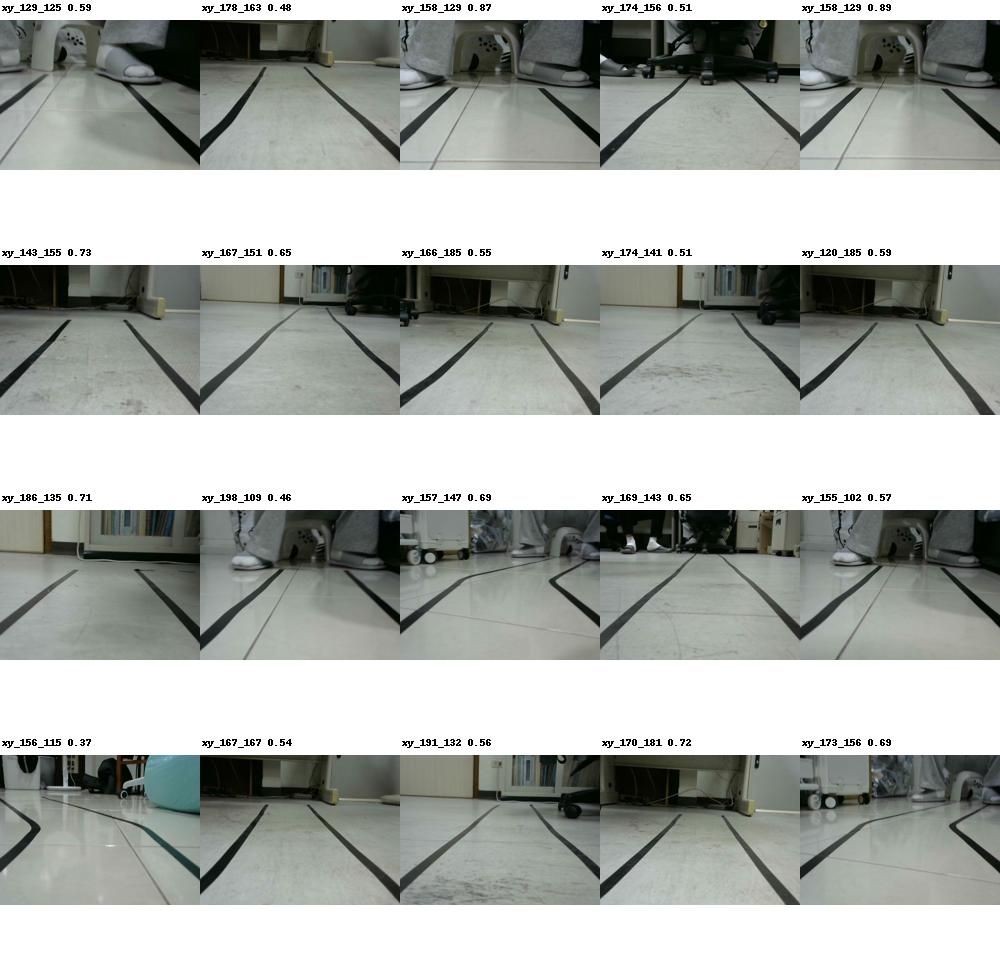 xy_129_125 0.59
xy_178_163 0.48
xy_158_129 0.87
xy_174_156 0.51
xy_158_129 0.89
xy_143_155 0.73
xy_167_151 0.65
xy_166_185 0.55
xy_174_141 0.51
xy_120_185 0.59
xy_186_135 0.71
xy_198_109 0.46
xy_157_147 0.69
xy_169_143 0.65
xy_155_102 0.57
xy_156_115 0.37
xy_167_167 0.54
xy_191_132 0.56
xy_170_181 0.72
xy_173_156 0.69